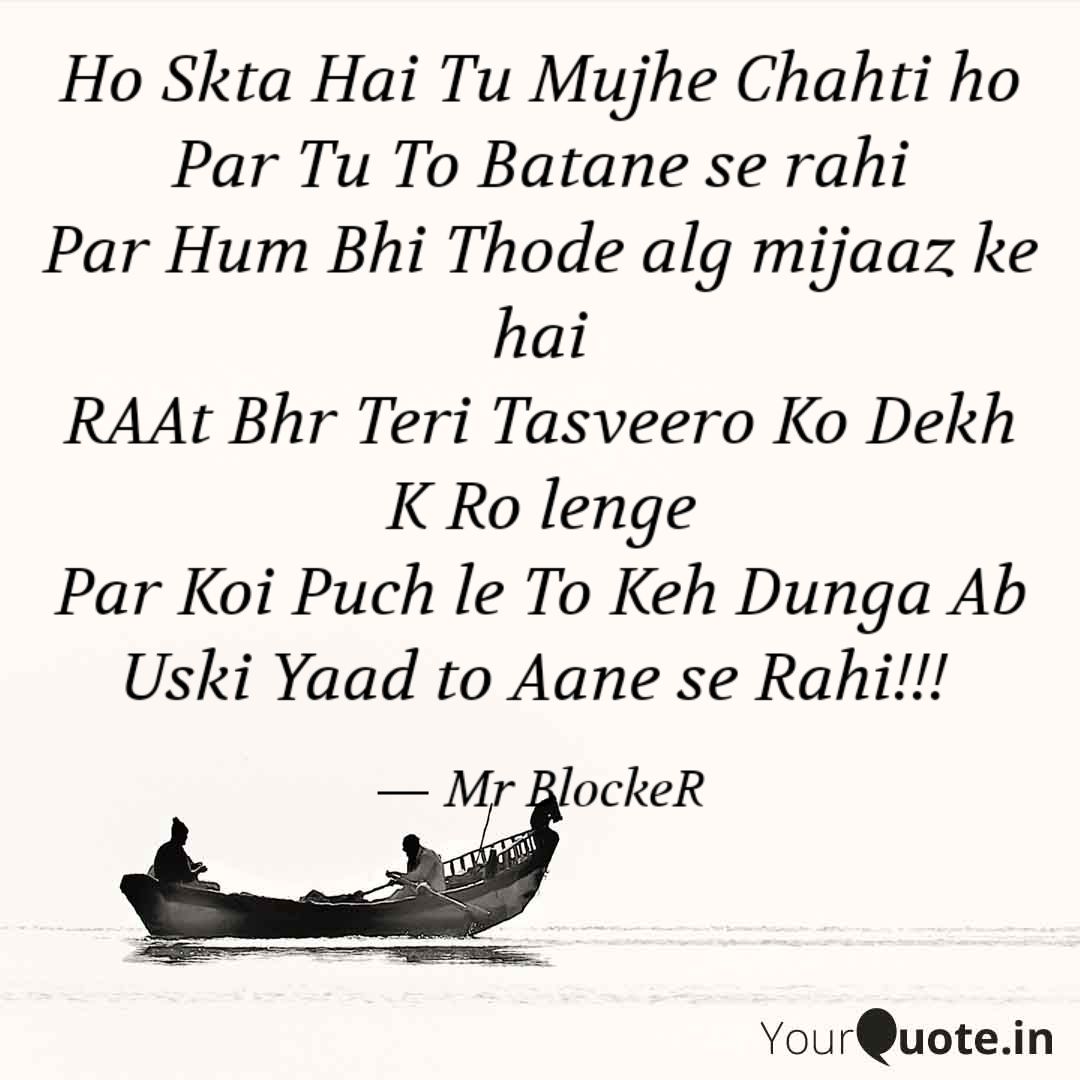 Ho Skta Hai Tu Mujhe Chahti ho
Par Tu To Batane se rahi
Par Hum Bhi Thode alg mijaaz ke
hai
RAAt Bhr Teri Tasveero Ko Dekh
K Ro lenge
Par Koi Puch le To Keh Dunga Ab
Uski Yaad to Aane se Rahi!!!
— Mr BlockeR
YourQuote.in